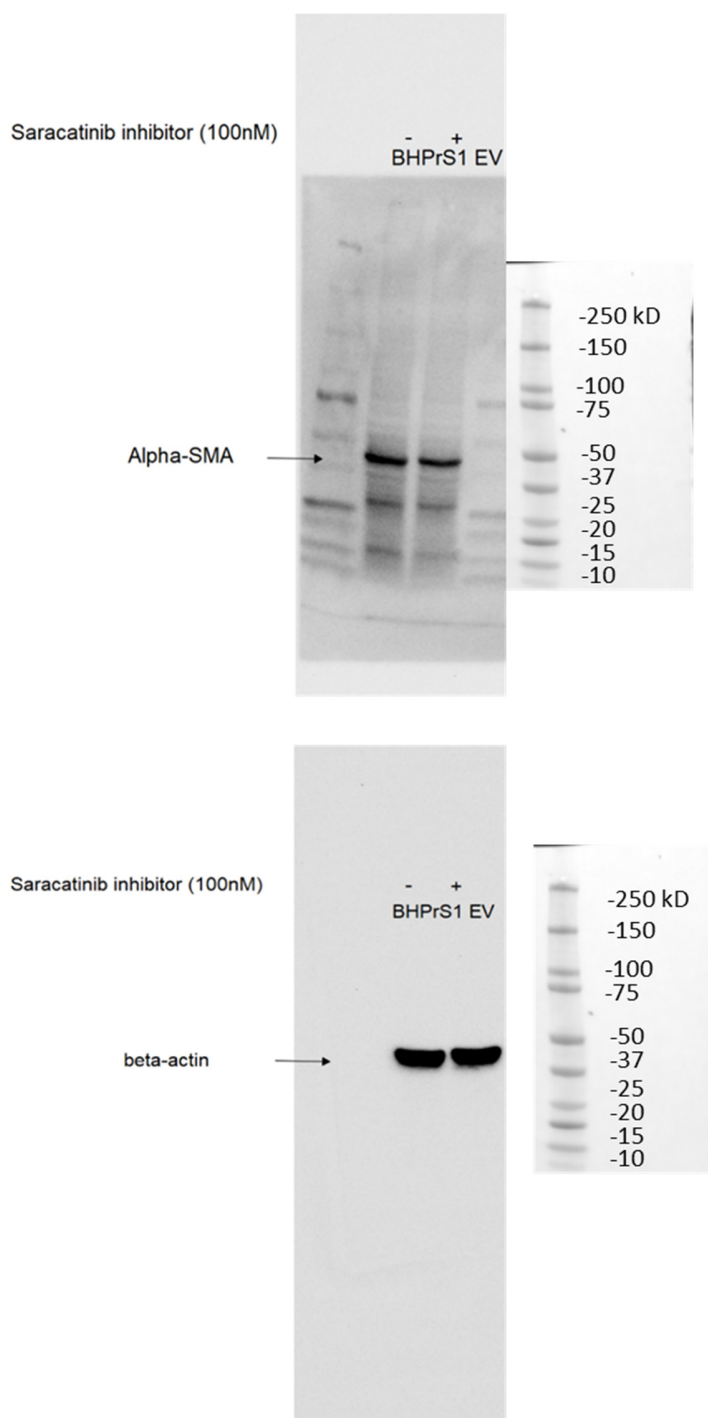 Saracatinib inhibitor (100nM)
- +
BHPrS1 EV
-250 kD
-150
-100
-75
Alpha-SMA
-50
-37
-25
-20
-15
-10
Saracatinib inhibitor (100nM)
- +
BHPrS1 EV
-250 kD
-150
-100
-75
beta-actin
-50
-37
-25
-20
-15
-10